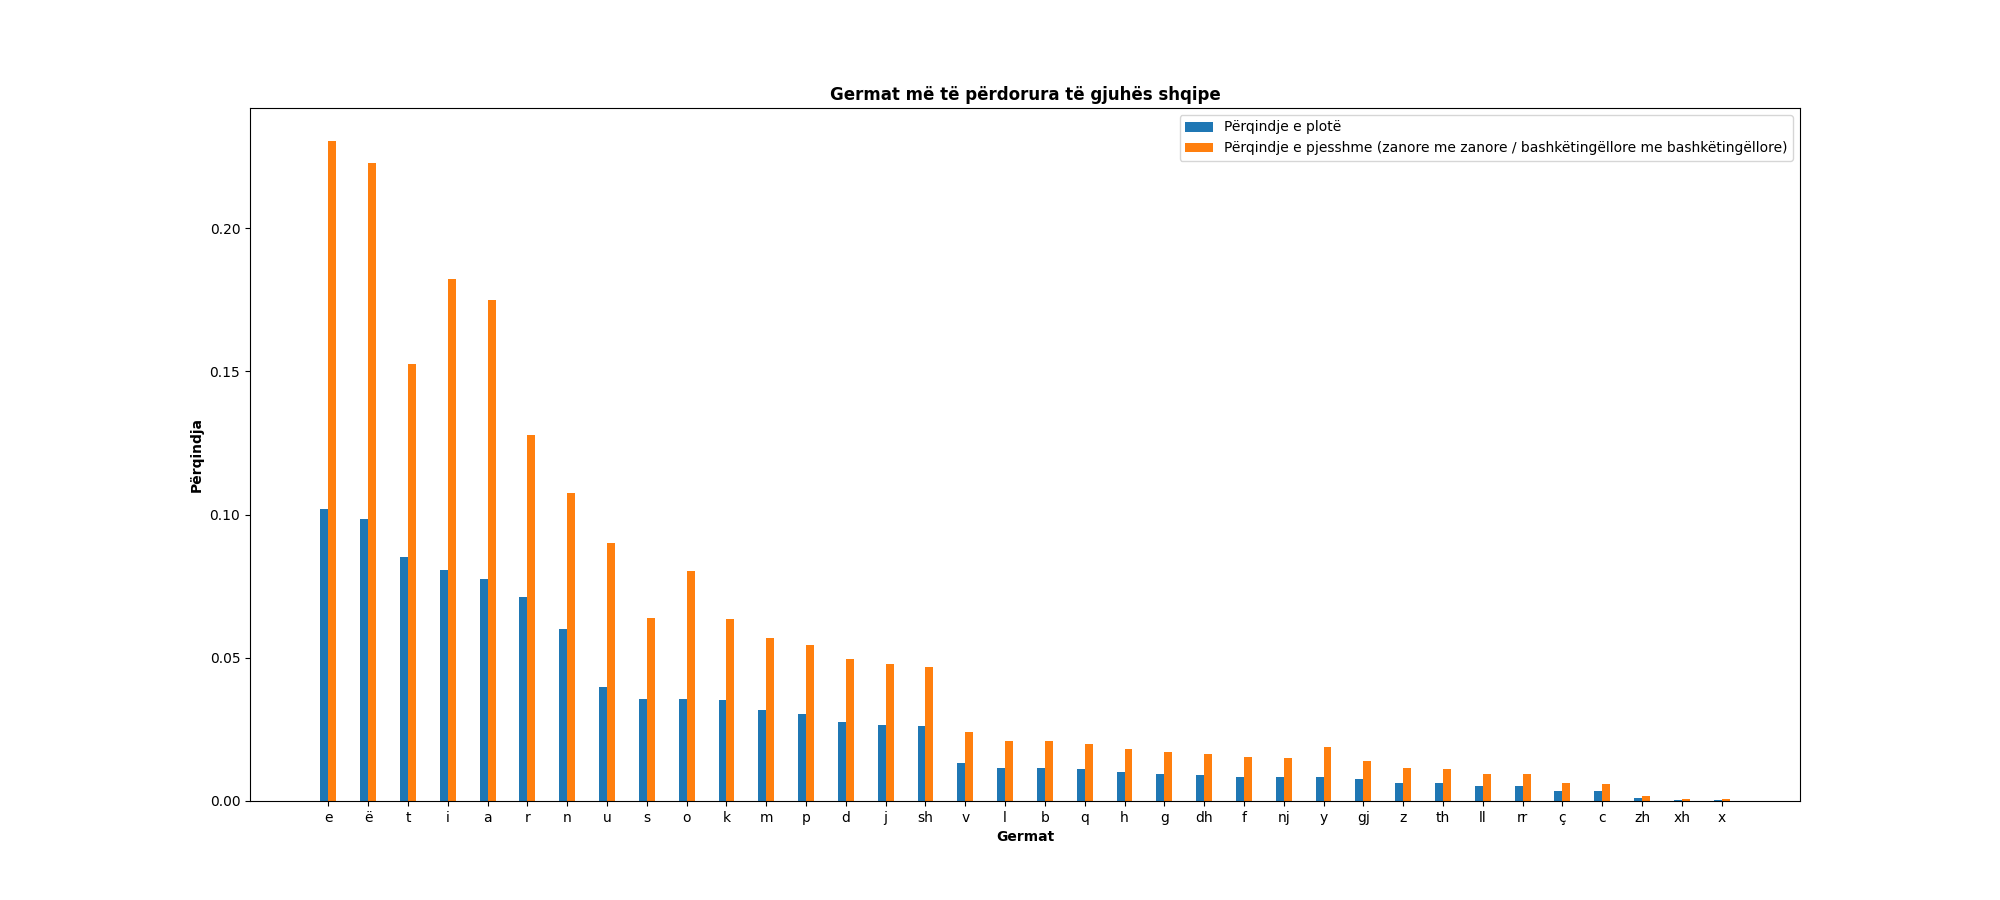 Germat më të përdorura të gjuhës shqipe
Përqindje e plotë
Përqindje e pjesshme (zanore me zanore / bashkëtingëllore me bashkëtingëllore)
0.20
0.15
0.10
0.05
0.00
Përqindja
e ë t i a r n u s o k m p d j sh v l b q h g dh f nj y gj z th ll rr ç c zh xh x
Germat